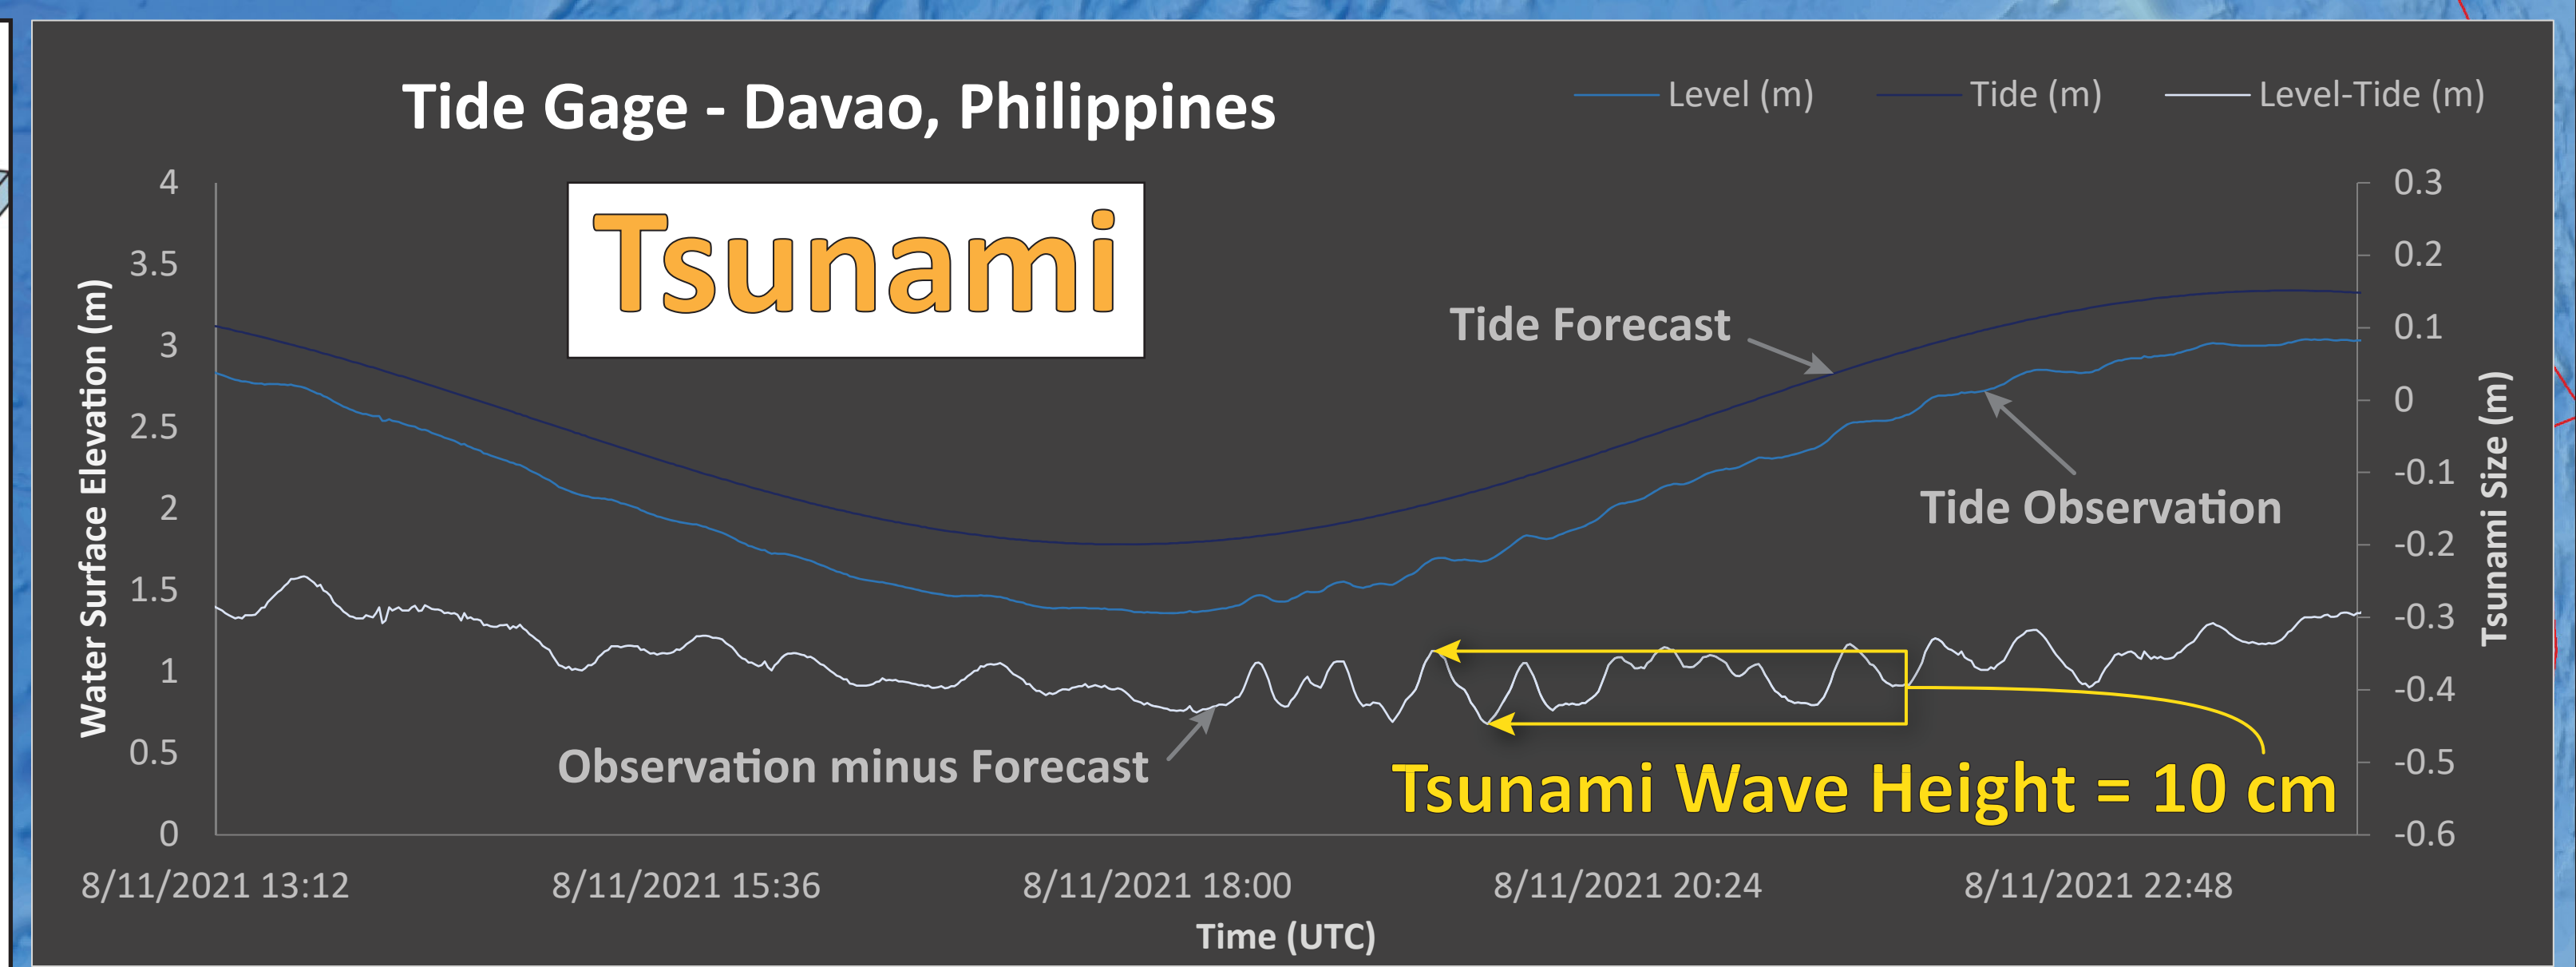 Tide Gage - Davao, Philippines
Level (m) Tide (m) Level-Tide (m)
Tsunami
Water Surface Elevation (m)
4
3.5
3
2.5
2
1.5
1
0.5
0
Tide Forecast
Tide Observation
Observation minus Forecast
Tsunami Wave Height = 10 cm
0.3
0.2
0.1
0
-0.1
-0.2
-0.3
-0.4
-0.5
-0.6
Tsunami Size (m)
8/11/2021 13:12 8/11/2021 15:36 8/11/2021 18:00 8/11/2021 20:24 8/11/2021 22:48
Time (UTC)